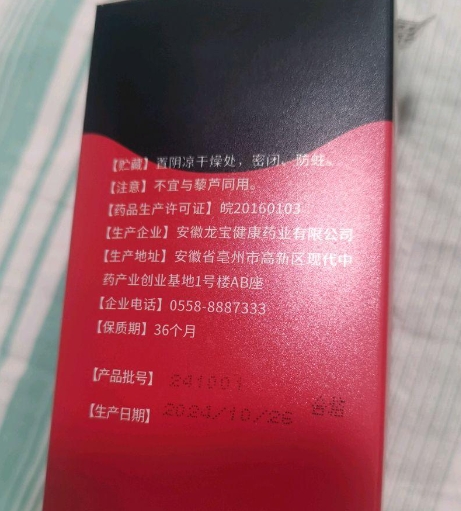 【贮藏】置阴凉干燥处，密闭、防蛀。
【注意】不宜与藜芦同用。
【药品生产许可证】皖20160103
【生产企业】安徽龙宝健康药业有限公司
【生产地址】安徽省亳州市高新区现代中
药产业创业基地1号楼AB座
【企业电话】0558-8887333
【保质期】36个月
【产品批号】241001
【生产日期】2024/10/26 合格